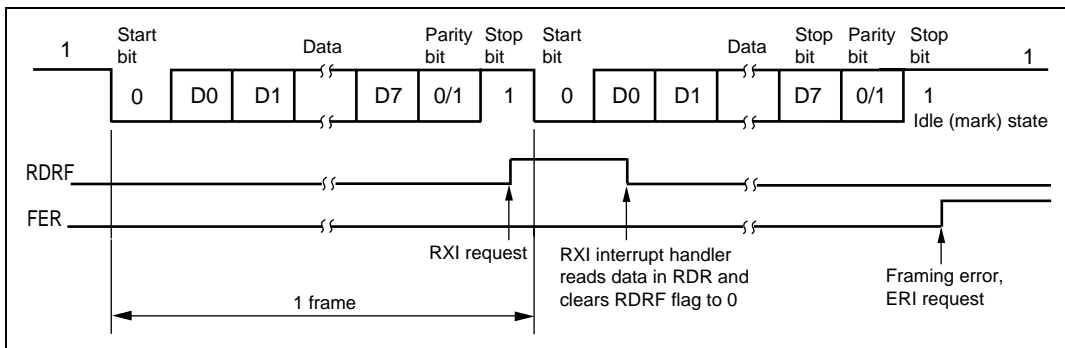 1
Start bit
Data
Parity bit
Stop bit
Start bit
Data
Stop bit
Parity bit
Stop bit
1
0 D0 D1 D7 0/1 1 0 D0 D1 D7 0/1 1
Idle (mark) state
RDRF
FER
RXI request
RXI interrupt handler
reads data in RDR and
clears RDRF flag to 0
Framing error,
ERI request
1 frame